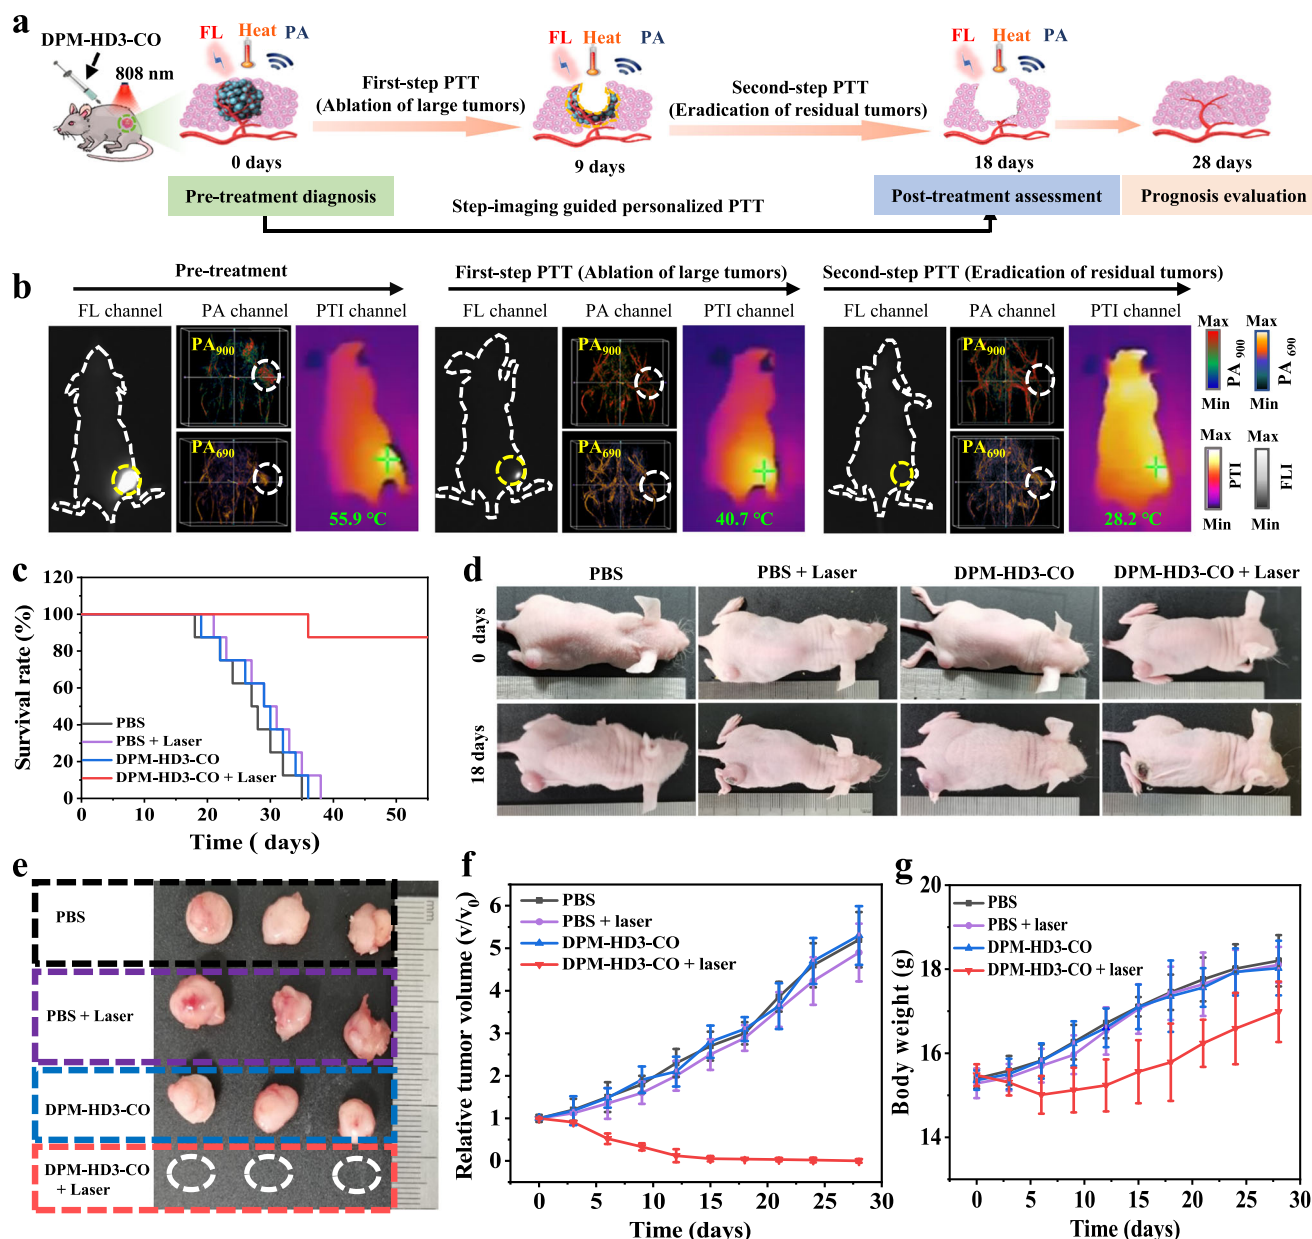 a
DPM-HD3-CO
808 nm
FL Heat PA
First-step PTT
(Ablation of large tumors)
FL Heat PA
Second-step PTT
(Eradication of residual tumors)
FL Heat PA
0 days
9 days
18 days
28 days
Pre-treatment diagnosis
Step-imaging guided personalized PTT
Post-treatment assessment
Prognosis evaluation
b
Pre-treatment
First-step PTT (Ablation of large tumors)
Second-step PTT (Eradication of residual tumors)
FL channel PA channel PTI channel
FL channel PA channel PTI channel
FL channel PA channel PTI channel
PA900
PA690
55.9 °C
PA900
PA690
40.7 °C
PA900
PA690
28.2 °C
Max Max
PA 900 PA 690
Min Min
Max Max
PTI FLI
Min Min
c
Survival rate (%)
120
100
80
60
40
20
0
PBS
PBS + Laser
DPM-HD3-CO
DPM-HD3-CO + Laser
0 10 20 30 40 50
Time ( days)
d
PBS PBS + Laser DPM-HD3-CO DPM-HD3-CO + Laser
0 days
18 days
e
PBS
PBS + Laser
DPM-HD3-CO
DPM-HD3-CO
+ Laser
f
Relative tumor volume (v/v0)
6
5
4
3
2
1
0
PBS
PBS + laser
DPM-HD3-CO
DPM-HD3-CO + laser
0 5 10 15 20 25 30
Time (days)
g
Body weight (g)
20
18
16
14
PBS
PBS + laser
DPM-HD3-CO
DPM-HD3-CO + laser
0 5 10 15 20 25 30
Time (days)